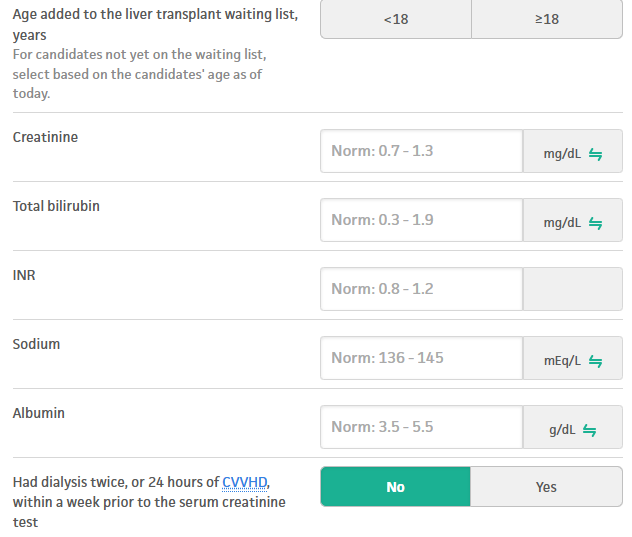 Age added to the liver transplant waiting list,
years
For candidates not yet on the waiting list,
select based on the candidates' age as of
today.
<18 ≥18
Creatinine
Norm: 0.7 - 1.3 mg/dL
Total bilirubin
Norm: 0.3 - 1.9 mg/dL
INR
Norm: 0.8 - 1.2
Sodium
Norm: 136 - 145 mEq/L
Albumin
Norm: 3.5 - 5.5 g/dL
Had dialysis twice, or 24 hours of CVVHD,
within a week prior to the serum creatinine
test
No Yes